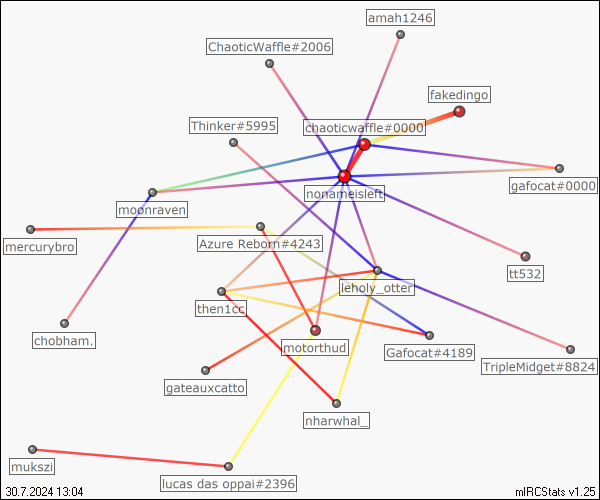 amah1246
ChaoticWaffle#2006
fakedingo
Thinker#5995
chaoticwaffle#0000
gafocat#0000
nonameisleft
moonraven
mercurybro
Azure Reborn#4243
tt532
leholy_otter
then1cc
chobham.
motorthud
Gafocat#4189
TripleMidget#8824
gateauxcatto
nharwhal_
mukszi
lucas das oppai#2396
30.7.2024 13:04
mIRCStats v1.25